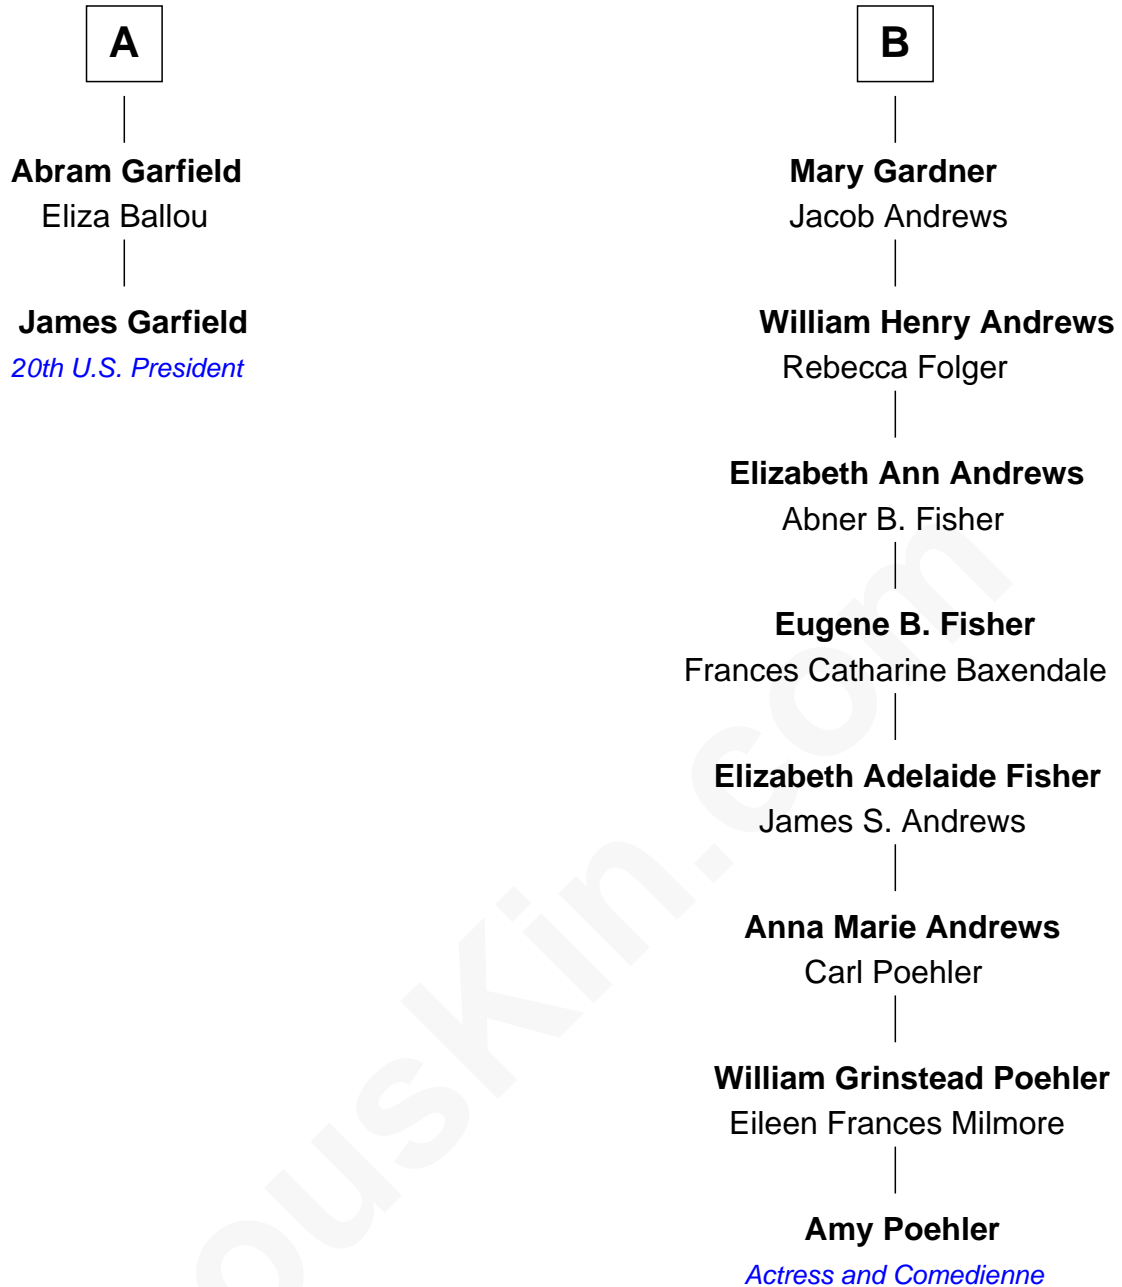 A
B
Abram Garfield
Eliza Ballou
James Garfield
20th U.S. President
Mary Gardner
Jacob Andrews
William Henry Andrews
Rebecca Folger
Elizabeth Ann Andrews
Abner B. Fisher
Eugene B. Fisher
Frances Catharine Baxendale
Elizabeth Adelaide Fisher
James S. Andrews
Anna Marie Andrews
Carl Poehler
William Grinstead Poehler
Eileen Frances Milmore
Amy Poehler
Actress and Comedienne
ousKin.com